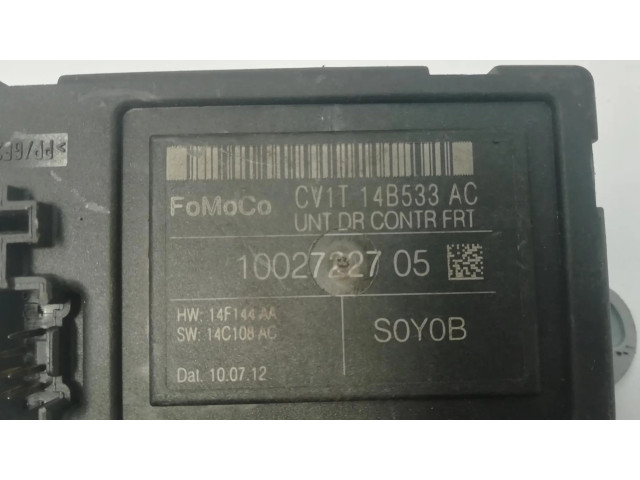 FoMoCo CV1T 14B533 AC
UNT DR CONTR FRT
10027227 05
HW: 14F144 AA
SW: 14C108 AC
S0Y0B
Dat. 10.07.12